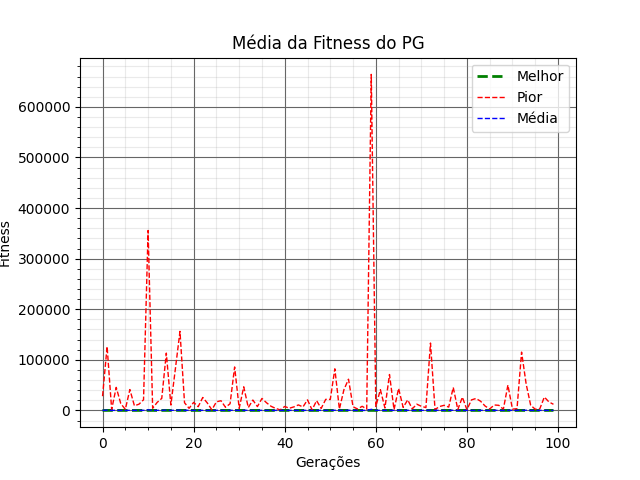 Média da Fitness do PG
Melhor
Pior
Média
600000
500000
400000
300000
200000
100000
0
Fitness
0 20 40 60 80 100
Gerações